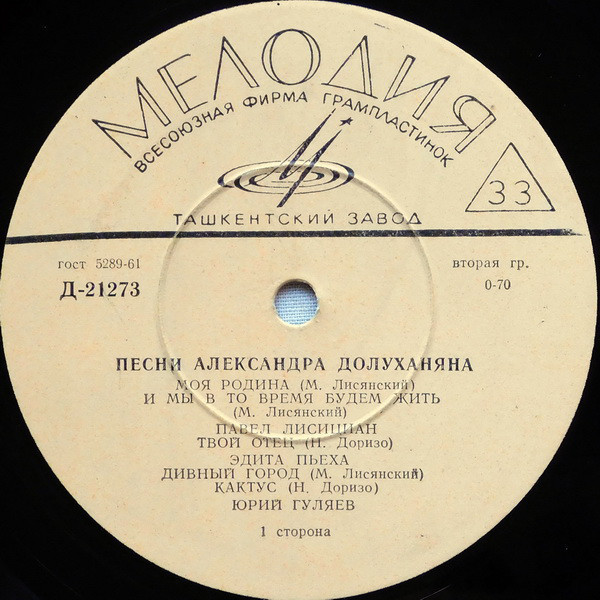 МЕЛОДИЯ
ВСЕСОЮЗНАЯ ФИРМА ГРАМПЛАСТИНОК
33
ТАШКЕНТСКИЙ ЗАВОД
гост 5289-61
вторая гр.
Д-21273
0-70
ПЕСНИ АЛЕКСАНДРА ДОЛУХАНЯНА
МОЯ РОДИНА (М. Лисянский)
И МЫ В ТО ВРЕМЯ БУДЕМ ЖИТЬ
(М. Лисянский)
ПАВЕЛ ЛИСИЦИАН
ТВОЙ ОТЕЦ (Н. Доризо)
ЭДИТА ПЬЕХА
ДИВНЫЙ ГОРОД (М. Лисянский)
КАКТУС (Н. Доризо)
ЮРИЙ ГУЛЯЕВ
1 сторона